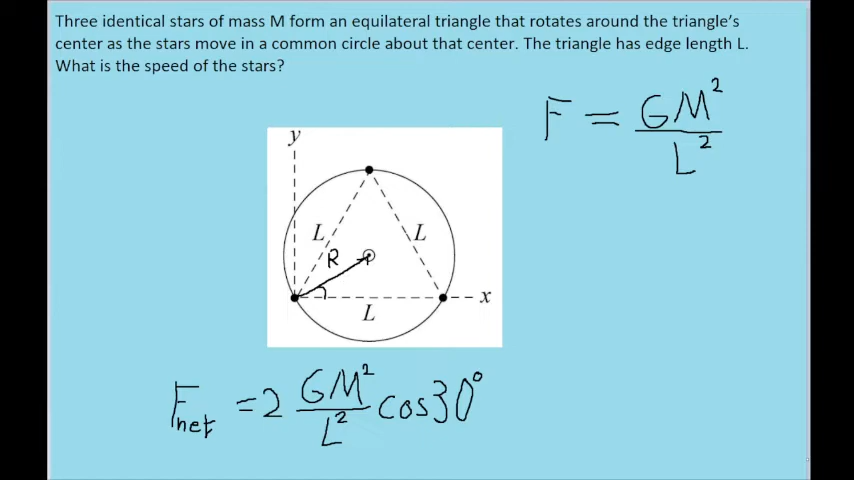 Three identical stars of mass M form an equilateral triangle that rotates around the triangle's
center as the stars move in a common circle about that center. The triangle has edge length L.
What is the speed of the stars?
F = GM²/L²
y
L
L
R
L
x
Fnet = 2 GM²/L² cos30°